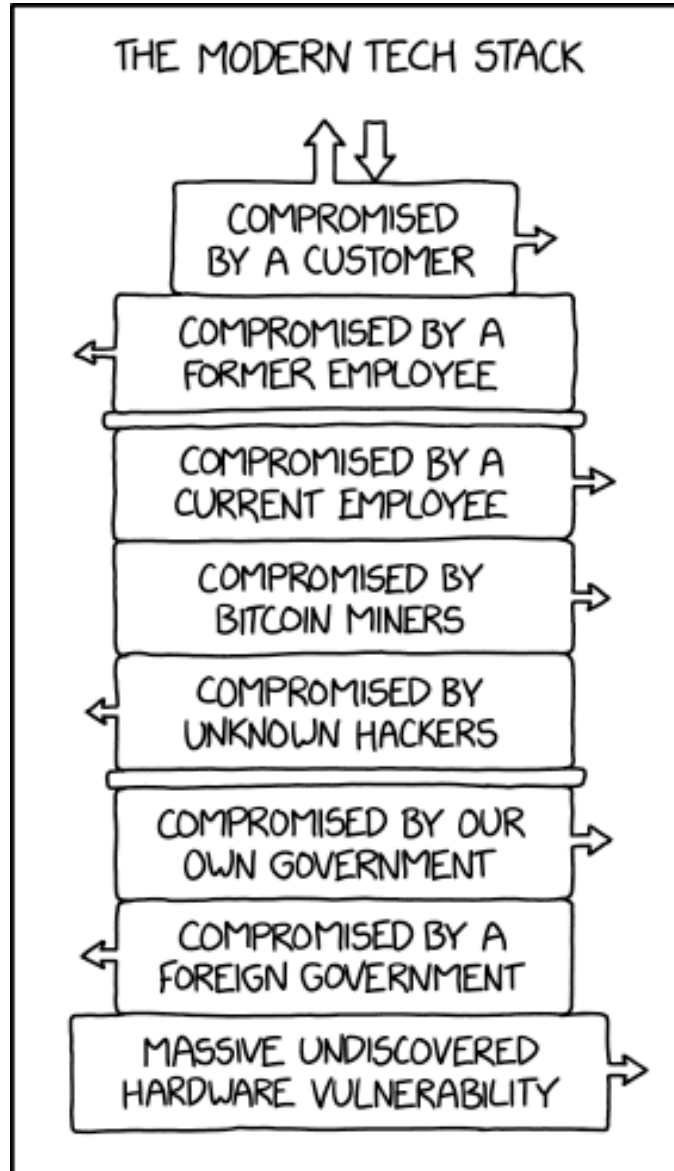 THE MODERN TECH STACK
COMPROMISED
BY A CUSTOMER
COMPROMISED BY A
FORMER EMPLOYEE
COMPROMISED BY A
CURRENT EMPLOYEE
COMPROMISED BY
BITCOIN MINERS
COMPROMISED BY
UNKNOWN HACKERS
COMPROMISED BY OUR
OWN GOVERNMENT
COMPROMISED BY A
FOREIGN GOVERNMENT
MASSIVE UNDISCOVERED
HARDWARE VULNERABILITY